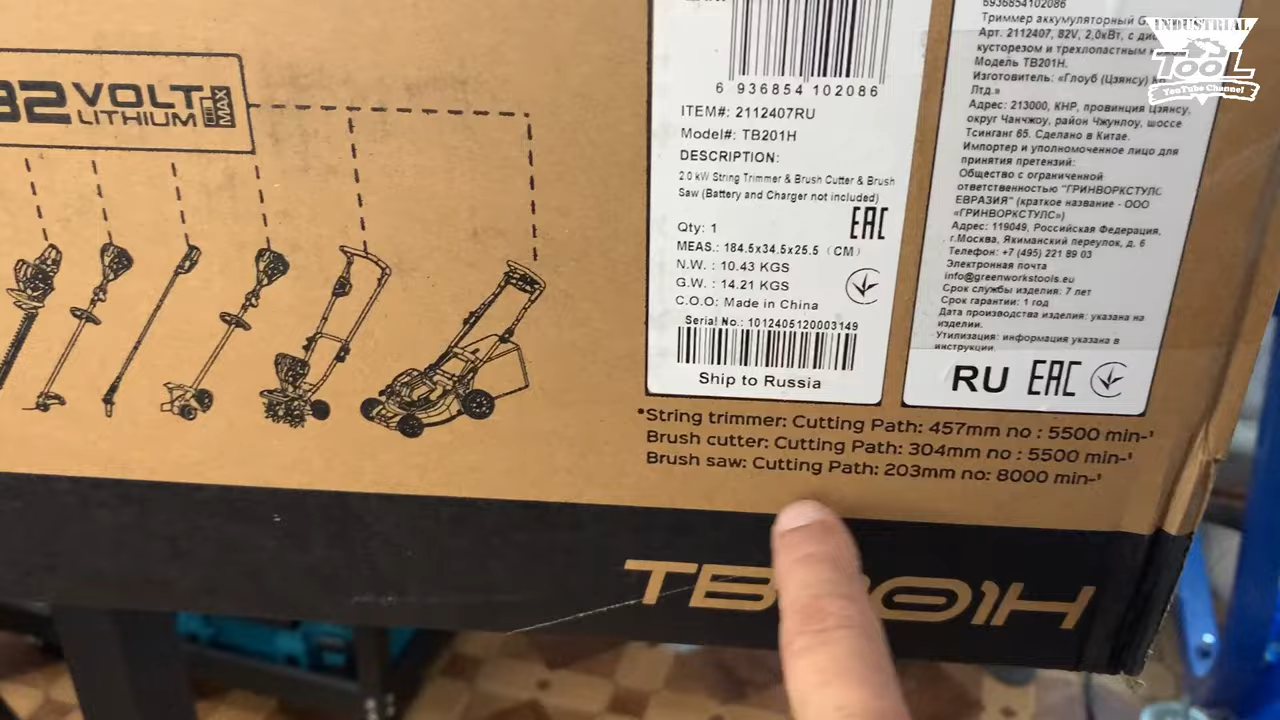 82 VOLT
LITHIUM
MAX
6 936854 102086
ITEM#: 2112407RU
Model#: TB201H
DESCRIPTION:
2.0 kW String Trimmer & Brush Cutter & Brush
Saw (Battery and Charger not included)
EAC
Qty: 1
MEAS.: 184.5x34.5x25.5 (CM)
N.W. : 10.43 KGS
G.W. : 14.21 KGS
C.O.O: Made in China
Serial No.: 1012405120003149
Ship to Russia
6936854102086
Триммер аккумуляторный
Арт. 2112407, 82V, 2,0кВт, с
кусторезом и трехлопастным
Модель TB201H.
Изготовитель: «Глоуб (Цзянсу)
Лтд.»
Адрес: 213000, КНР, провинция Цзянсу,
округ Чанчжоу, район Чжунлоу, шоссе
Тсинганг 65. Сделано в Китае.
Импортер и уполномоченное лицо для
принятия претензий:
Общество с ограниченной
ответственностью "ГРИНВОРКСТУЛС
ЕВРАЗИЯ" (краткое название - ООО
«ГРИНВОРКСТУЛС»)
Адрес: 119049, Российская Федерация,
г.Москва, Якиманский переулок, д. 6
Телефон: +7 (495) 221 89 03
Электронная почта
info@greenworkstools.eu
Срок службы изделия: 7 лет
Срок гарантии: 1 год
Дата производства изделия: указана на
изделии.
Утилизация: информация указана в
инструкции.
RU EAC
*String trimmer: Cutting Path: 457mm no : 5500 min-¹
Brush cutter: Cutting Path: 304mm no : 5500 min-¹
Brush saw: Cutting Path: 203mm no: 8000 min-¹
TB201H
INDUSTRIAL
TOOL
YouTube Channel